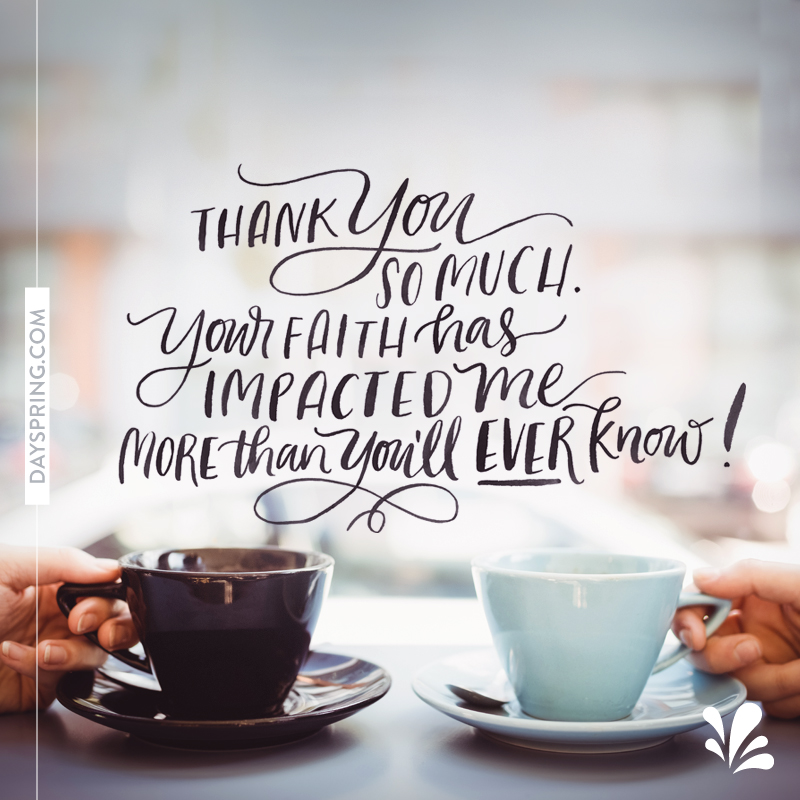 THANK You
SO MUCH.
Your FAITH has
IMPACTED me
MORE than you'll EVER know!
DAYSPRING.COM